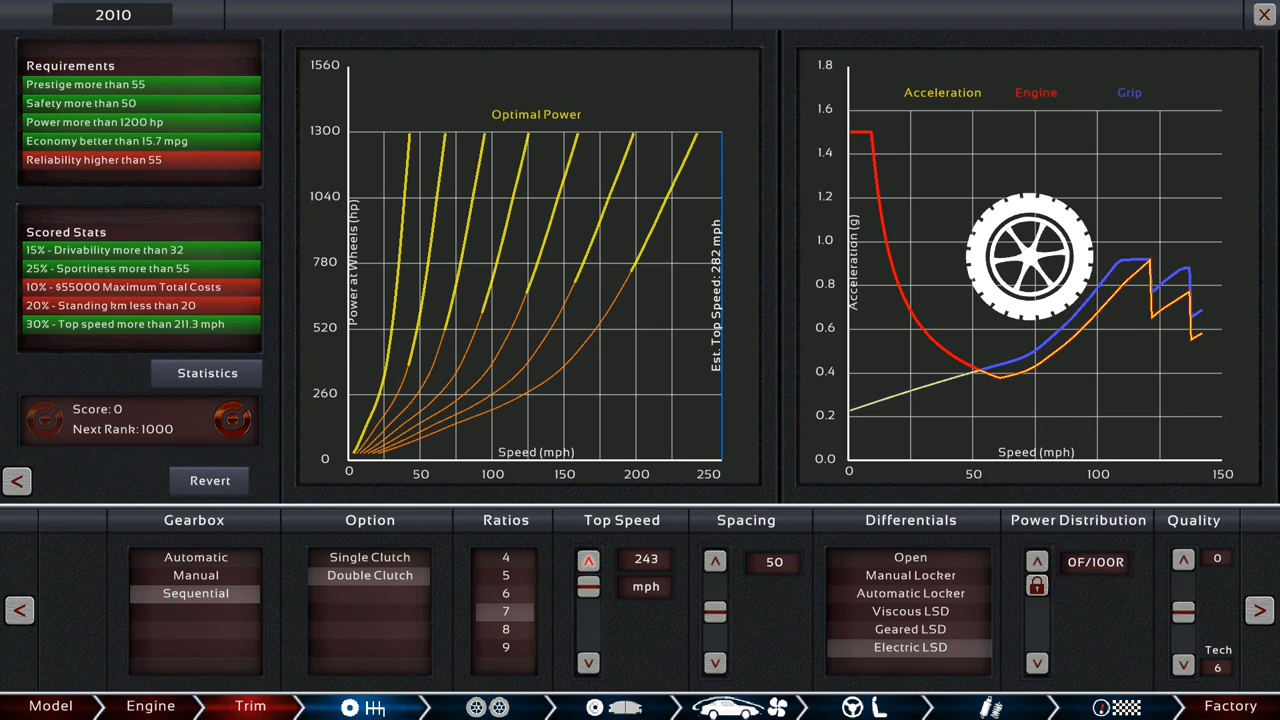 2010
Requirements
Prestige more than 55
Safety more than 50
Power more than 1200 hp
Economy better than 15.7 mpg
Reliability higher than 55
Scored Stats
15% - Drivability more than 32
25% - Sportiness more than 55
10% - $55000 Maximum Total Costs
20% - Standing km less than 20
30% - Top speed more than 211.3 mph
Statistics
Score: 0
Next Rank: 1000
<
Revert
Optimal Power
1560
1300
1040
780
520
260
0
Power at Wheels (hp)
Est. Top Speed: 282 mph
Speed (mph)
0 50 100 150 200 250
Acceleration Engine Grip
1.8
1.6
1.4
1.2
1.0
0.8
0.6
0.4
0.2
0.0
Acceleration (g)
Speed (mph)
0 50 100 150
Gearbox
Automatic
Manual
Sequential
Option
Single Clutch
Double Clutch
Ratios
4
5
6
7
8
9
Top Speed
243
mph
Spacing
50
Differentials
Open
Manual Locker
Automatic Locker
Viscous LSD
Geared LSD
Electric LSD
Power Distribution
0F/100R
Quality
0
Tech
6
<
>
Model Engine Trim Factory